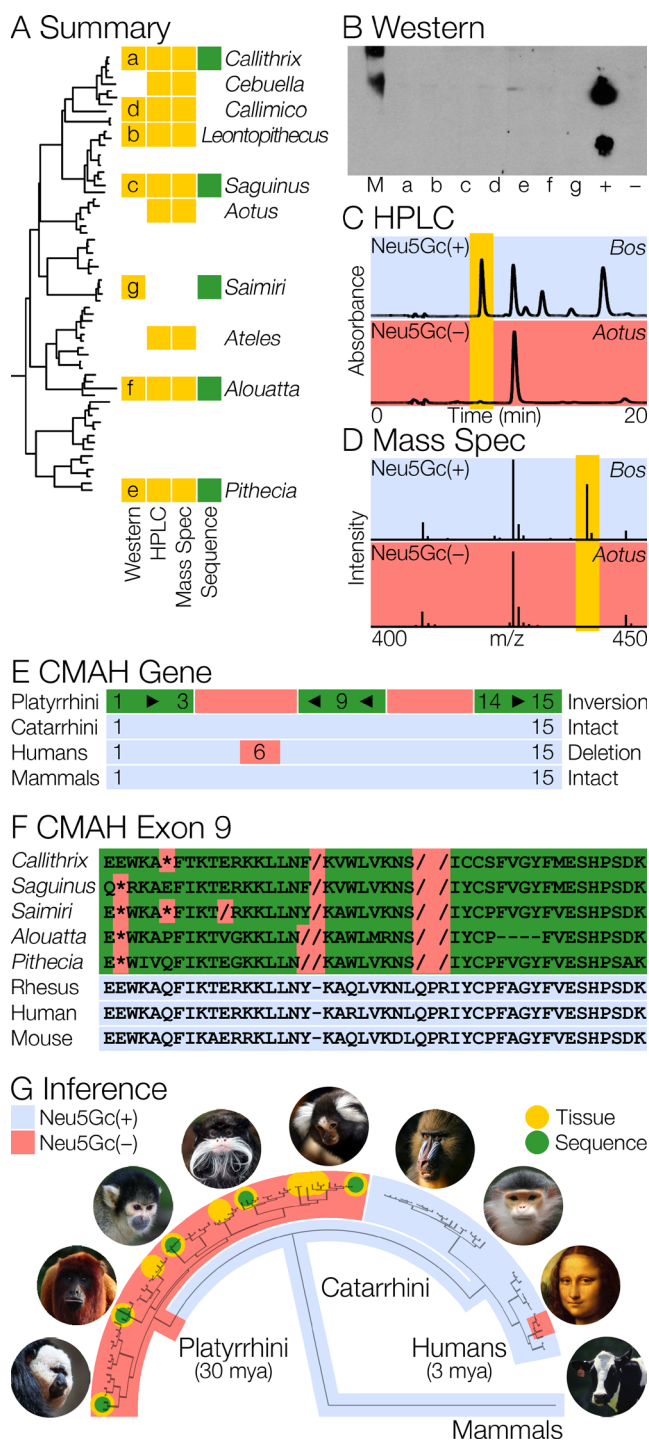 A Summary
a Callithrix
Cebuella
d Callimico
b Leontopithecus
c Saguinus
Aotus
g Saimiri
Ateles
f Alouatta
e Pithecia
Western
HPLC
Mass Spec
Sequence
B Western
M a b c d e f g + −
C HPLC
Neu5Gc(+) Bos
Neu5Gc(−) Aotus
Absorbance
0 Time (min) 20
D Mass Spec
Neu5Gc(+) Bos
Neu5Gc(−) Aotus
Intensity
400 m/z 450
E CMAH Gene
Platyrrhini 1 ▶ 3 ◀ 9 ◀ 14 ▶ 15 Inversion
Catarrhini 1 15 Intact
Humans 1 6 15 Deletion
Mammals 1 15 Intact
F CMAH Exon 9
Callithrix EEWKA*FTKTERKKLLNF/KVWLVKNS/ /ICCSFVGYFMESHPSDK
Saguinus Q*RKAEFIKTERKKLLNF/KVWLVKNS/ /IYCSFVGYFVESHPSDK
Saimiri E*WKA*FIKT/RKKLLNY/KAWLVKNS/ /IYCPFVGYFVESHPSDK
Alouatta E*WKAPFIKTVGKKLLN//KAWLMRNS/ /IYCP----FVESHPSDK
Pithecia E*WIVQFIKTEGKKLLN//KAWLVKNS/ /IYCPFVGYFVESHPSAK
Rhesus EEWKAQFIKTERKKLLNY-KAQLVKNLQPRIYCPFAGYFVESHPSDK
Human EEWKAQFIKTERKKLLNY-KARLVKNLQPRIYCPFAGYFVESHPSDK
Mouse EEWKAQFIKAERRKLLNY-KAQLVKDLQPRIYCPFAGYFVESHPSDK
G Inference
Neu5Gc(+)
Neu5Gc(−)
Tissue
Sequence
Catarrhini
Platyrrhini
(30 mya)
Humans
(3 mya)
Mammals